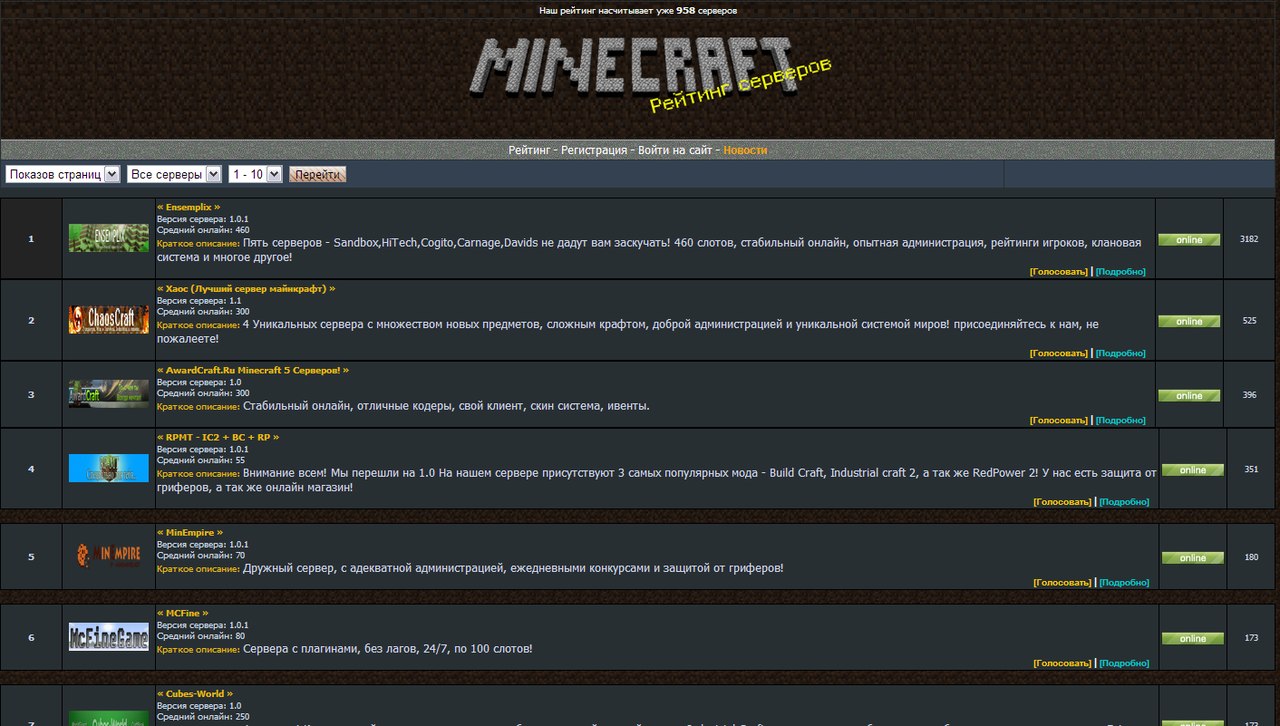 Наш рейтинг насчитывает уже 958 серверов
MINECRAFT
Рейтинг серверов
Рейтинг - Регистрация - Войти на сайт - Новости
Показов страниц Все серверы 1 - 10 Перейти
1
ENSEMPLIX
« Ensemplix »
Версия сервера: 1.0.1
Средний онлайн: 460
Краткое описание: Пять серверов - Sandbox,HiTech,Cogito,Carnage,Davids не дадут вам заскучать! 460 слотов, стабильный онлайн, опытная администрация, рейтинги игроков, клановая
система и многое другое!
[Голосовать] | [Подробно]
online
3182
2
ChaosCraft
« Хаос (Лучший сервер майнкрафт) »
Версия сервера: 1.1
Средний онлайн: 300
Краткое описание: 4 Уникальных сервера с множеством новых предметов, сложным крафтом, доброй администрацией и уникальной системой миров! присоединяйтесь к нам, не
пожалеете!
[Голосовать] | [Подробно]
online
525
3
AwardCraft
« AwardCraft.Ru Minecraft 5 Серверов! »
Версия сервера: 1.0
Средний онлайн: 300
Краткое описание: Стабильный онлайн, отличные кодеры, свой клиент, скин система, ивенты.
[Голосовать] | [Подробно]
online
396
4
« RPMT - IC2 + BC + RP »
Версия сервера: 1.0.1
Средний онлайн: 55
Краткое описание: Внимание всем! Мы перешли на 1.0 На нашем сервере присутствуют 3 самых популярных мода - Build Craft, Industrial craft 2, а так же RedPower 2! У нас есть защита от
гриферов, а так же онлайн магазин!
[Голосовать] | [Подробно]
online
351
5
MINEMPIRE
« MinEmpire »
Версия сервера: 1.0.1
Средний онлайн: 70
Краткое описание: Дружный сервер, с адекватной администрацией, ежедневными конкурсами и защитой от гриферов!
[Голосовать] | [Подробно]
online
180
6
McFineGame
« MCFine »
Версия сервера: 1.0.1
Средний онлайн: 80
Краткое описание: Сервера с плагинами, без лагов, 24/7, по 100 слотов!
[Голосовать] | [Подробно]
online
173
7
Cubes World
« Cubes-World »
Версия сервера: 1.0
Средний онлайн: 250
online
173